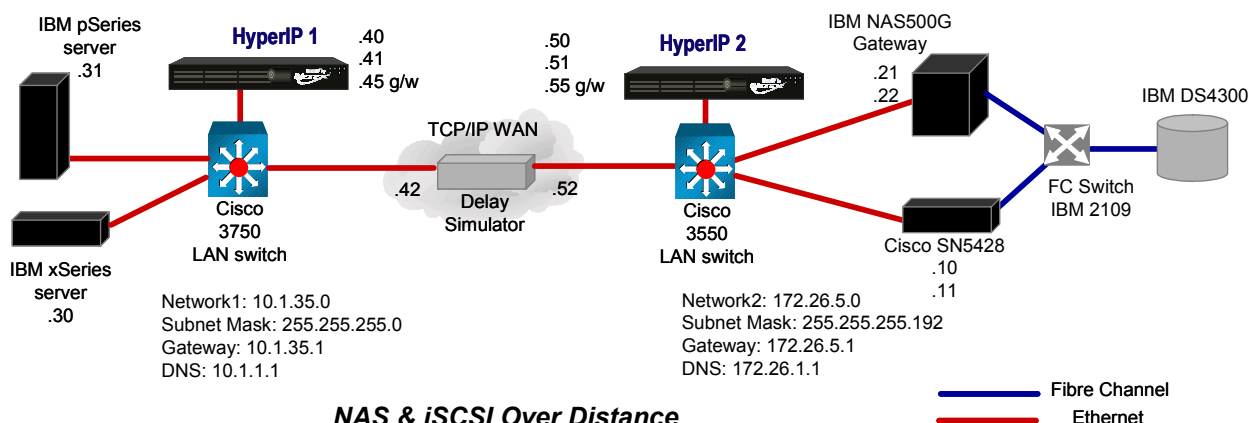 IBM pSeries
server
.31
HyperIP 1
.40
.41
.45 g/w
.50
.51
.55 g/w
HyperIP 2
IBM NAS500G
Gateway
.21
.22
IBM DS4300
TCP/IP WAN
.42
.52
Delay
Simulator
Cisco
3750
LAN switch
Cisco
3550
LAN switch
FC Switch
IBM 2109
Cisco SN5428
.10
.11
IBM xSeries
server
.30
Network1: 10.1.35.0
Subnet Mask: 255.255.255.0
Gateway: 10.1.35.1
DNS: 10.1.1.1
Network2: 172.26.5.0
Subnet Mask: 255.255.255.192
Gateway: 172.26.5.1
DNS: 172.26.1.1
NAS & iSCSI Over Distance
Fibre Channel
Ethernet